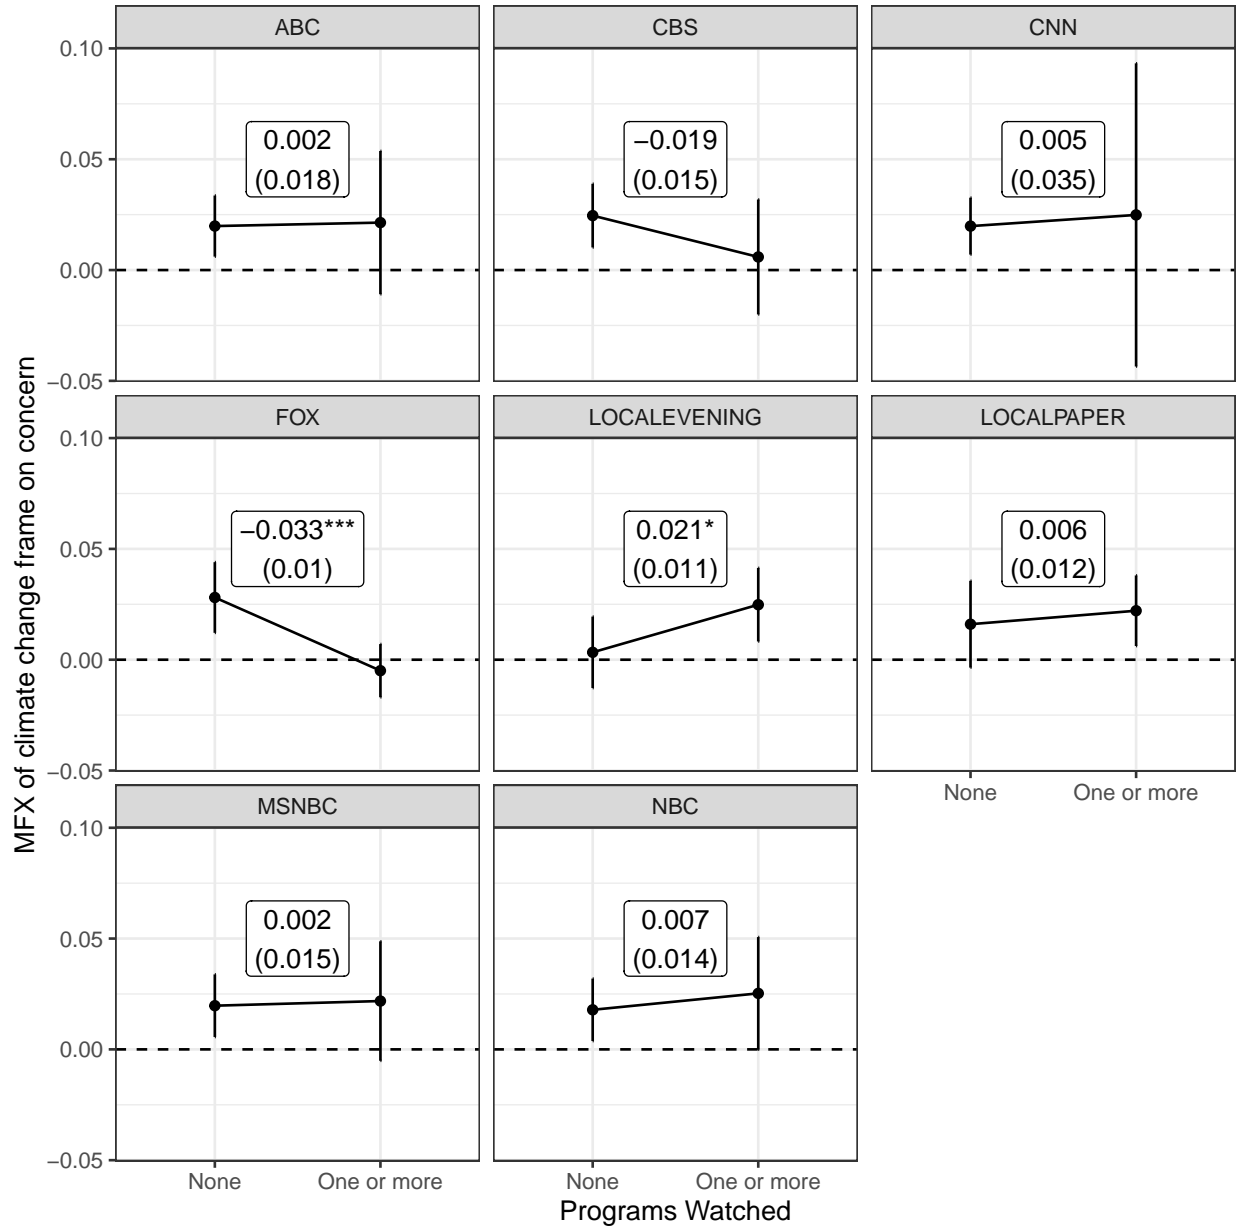 ABC
CBS
CNN
0.10
0.05
0.00
−0.05
0.002
(0.018)
−0.019
(0.015)
0.005
(0.035)
FOX
LOCALEVENING
LOCALPAPER
0.10
0.05
0.00
−0.05
−0.033***
(0.01)
0.021*
(0.011)
0.006
(0.012)
None
One or more
MSNBC
NBC
0.10
0.05
0.00
−0.05
0.002
(0.015)
0.007
(0.014)
None
One or more
None
One or more
Programs Watched
MFX of climate change frame on concern